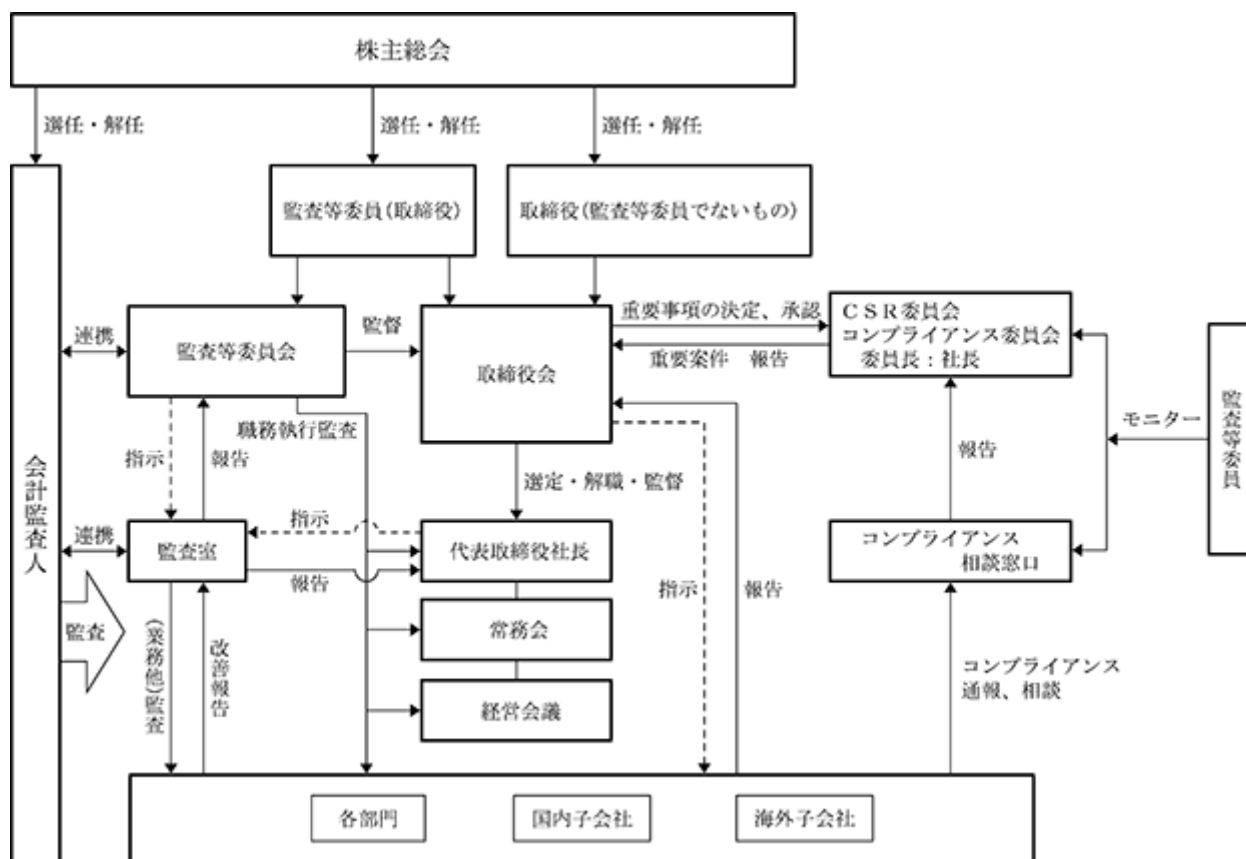 株主総会
選任・解任
選任・解任
選任・解任
監査等委員(取締役)
取締役(監査等委員でないもの)
連携
監査等委員会
監督
取締役会
重要事項の決定、承認
重要案件 報告
CSR委員会
コンプライアンス委員会
委員長:社長
監査等委員
モニター
職務執行監査
指示
報告
選定・解職・監督
報告
会計監査人
連携
監査室
指示
報告
代表取締役社長
コンプライアンス
相談窓口
指示
報告
監査
(業務他)監査
改善報告
常務会
経営会議
コンプライアンス
通報、相談
各部門
国内子会社
海外子会社